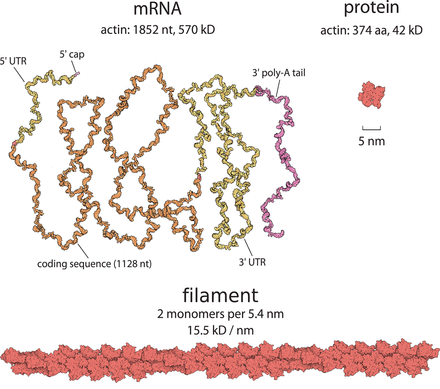 mRNA
actin: 1852 nt, 570 kD
protein
actin: 374 aa, 42 kD
5' UTR
5' cap
3' poly-A tail
5 nm
coding sequence (1128 nt)
3' UTR
filament
2 monomers per 5.4 nm
15.5 kD / nm